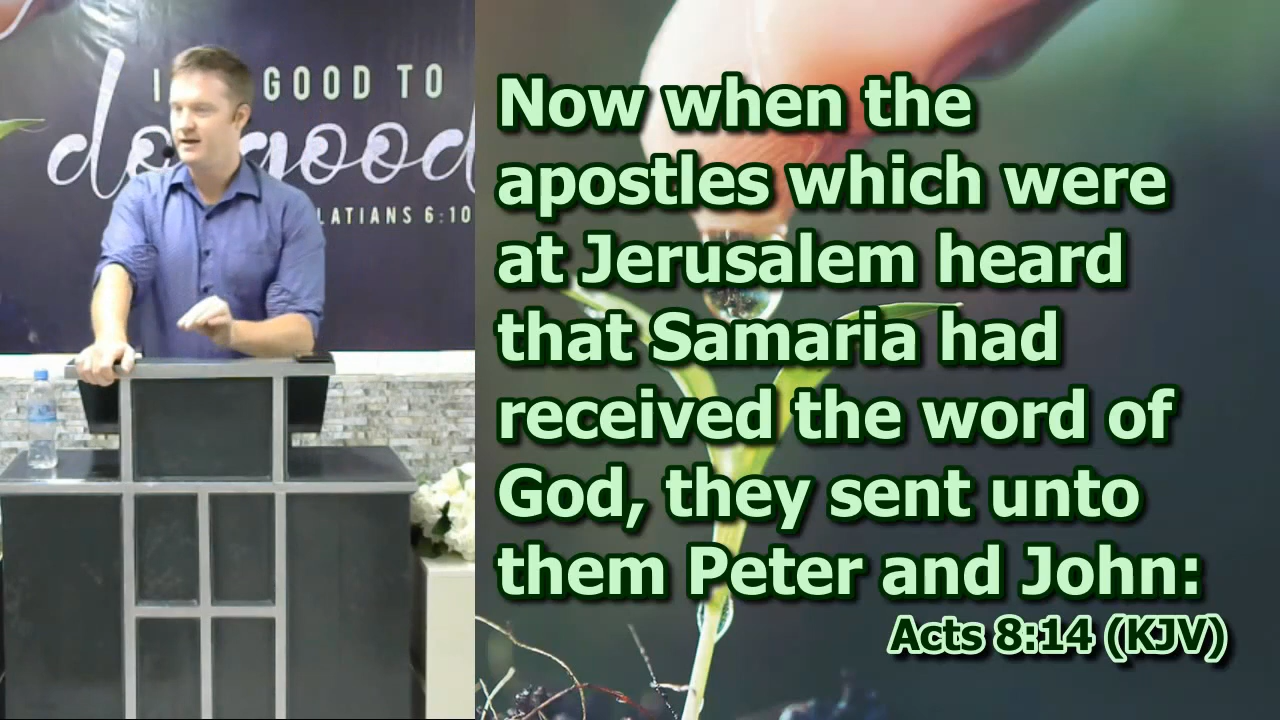 GOOD TO
do good
LATIANS 6:10
Now when the
apostles which were
at Jerusalem heard
that Samaria had
received the word of
God, they sent unto
them Peter and John:
Acts 8:14 (KJV)